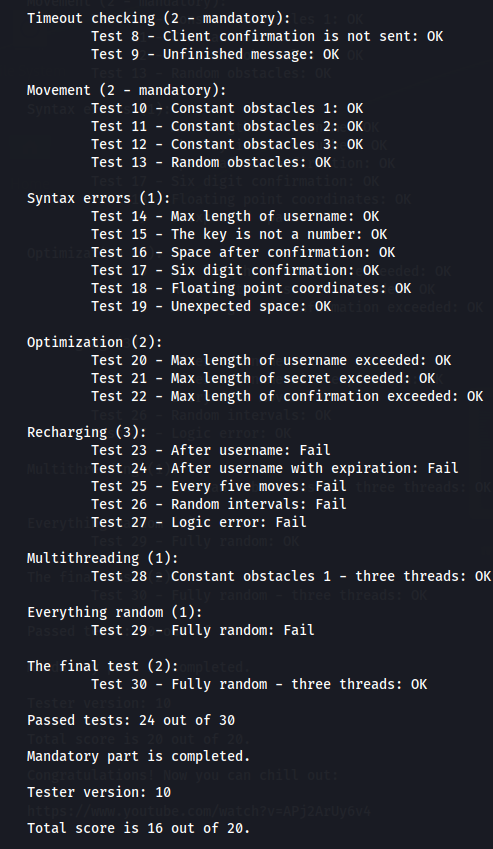 Timeout checking (2 - mandatory):
Test 8 - Client confirmation is not sent: OK
Test 9 - Unfinished message: OK
Movement (2 - mandatory):
Test 10 - Constant obstacles 1: OK
Test 11 - Constant obstacles 2: OK
Test 12 - Constant obstacles 3: OK
Test 13 - Random obstacles: OK
Syntax errors (1):
Test 14 - Max length of username: OK
Test 15 - The key is not a number: OK
Test 16 - Space after confirmation: OK
Test 17 - Six digit confirmation: OK
Test 18 - Floating point coordinates: OK
Test 19 - Unexpected space: OK
Optimization (2):
Test 20 - Max length of username exceeded: OK
Test 21 - Max length of secret exceeded: OK
Test 22 - Max length of confirmation exceeded: OK
Recharging (3):
Test 23 - After username: Fail
Test 24 - After username with expiration: Fail
Test 25 - Every five moves: Fail
Test 26 - Random intervals: Fail
Test 27 - Logic error: Fail
Multithreading (1):
Test 28 - Constant obstacles 1 - three threads: OK
Everything random (1):
Test 29 - Fully random: Fail
The final test (2):
Test 30 - Fully random - three threads: OK
Passed tests: 24 out of 30
Mandatory part is completed.
Tester version: 10
Total score is 16 out of 20.